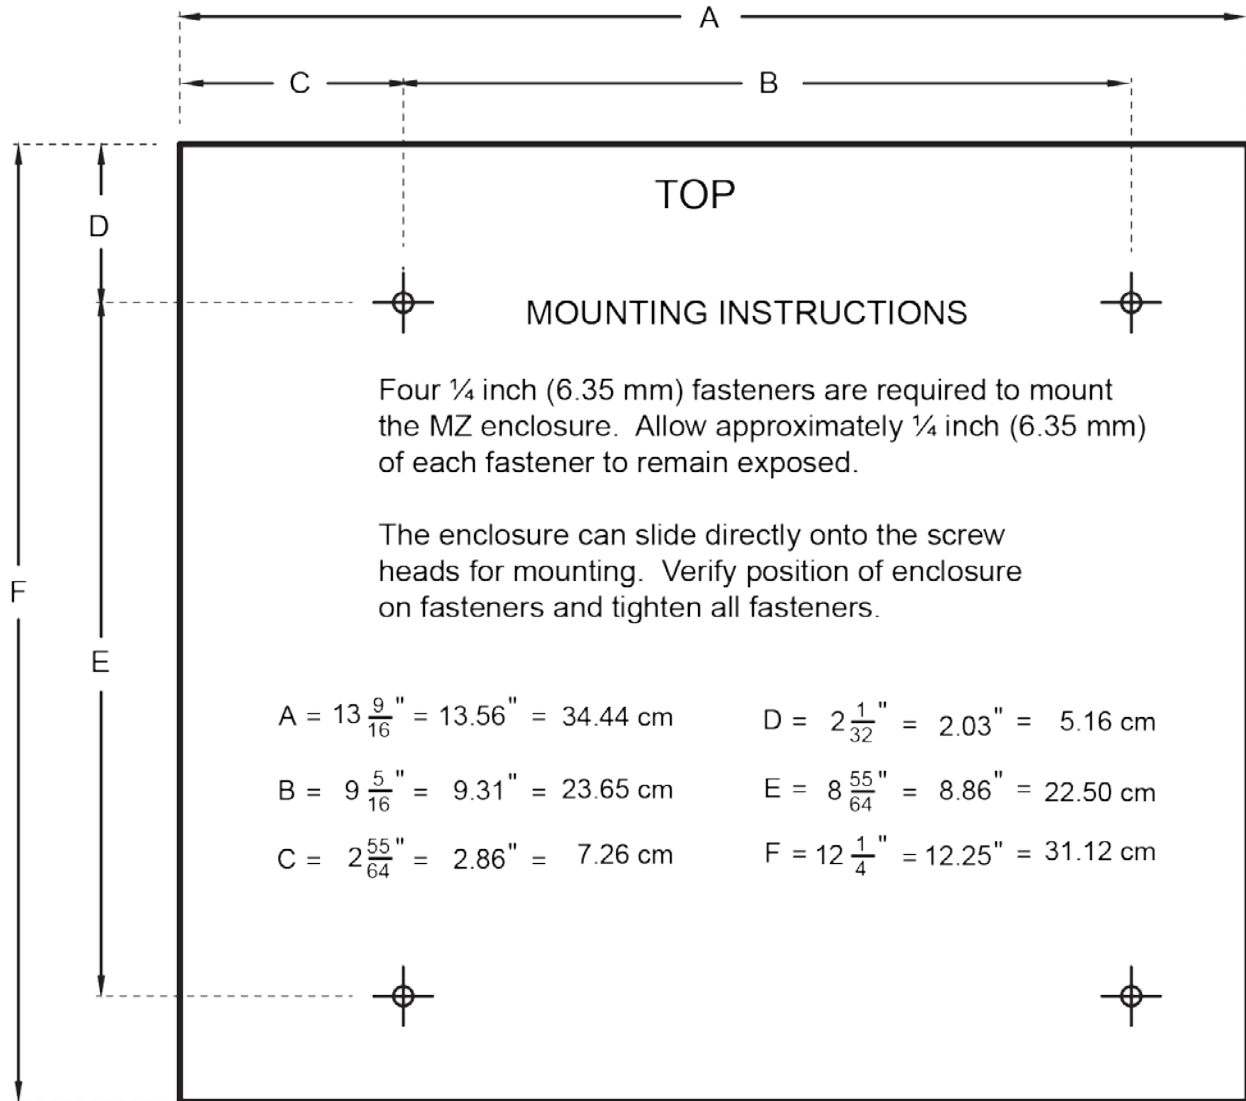 A
C
B
D
TOP
MOUNTING INSTRUCTIONS
Four ¼ inch (6.35 mm) fasteners are required to mount
the MZ enclosure. Allow approximately ¼ inch (6.35 mm)
of each fastener to remain exposed.
The enclosure can slide directly onto the screw
heads for mounting. Verify position of enclosure
on fasteners and tighten all fasteners.
F
E
A = 13 9/16" = 13.56" = 34.44 cm
B = 9 5/16" = 9.31" = 23.65 cm
C = 2 55/64" = 2.86" = 7.26 cm
D = 2 1/32" = 2.03" = 5.16 cm
E = 8 55/64" = 8.86" = 22.50 cm
F = 12 1/4" = 12.25" = 31.12 cm